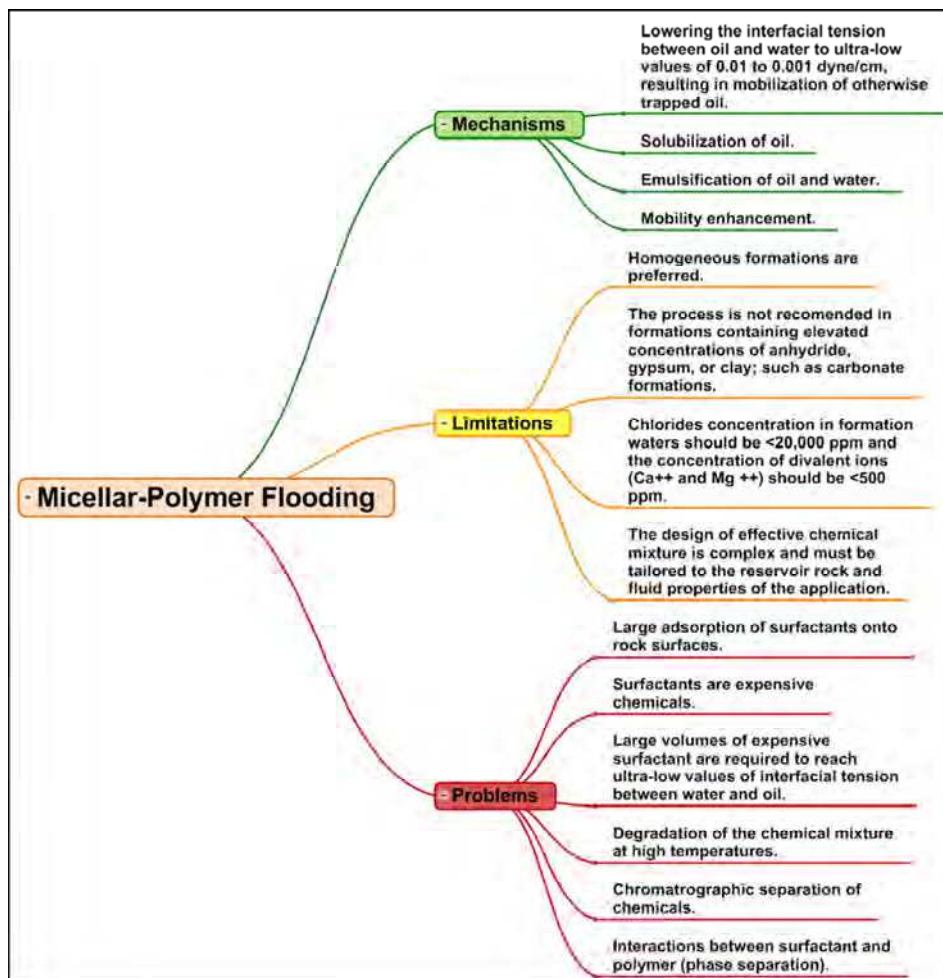 Lowering the interfacial tension
between oil and water to ultra-low
values of 0.01 to 0.001 dyne/cm,
resulting in mobilization of otherwise
trapped oil.
- Mechanisms
Solubilization of oil.
Emulsification of oil and water.
Mobility enhancement.
Homogeneous formations are
preferred.
The process is not recomended in
formations containing elevated
concentrations of anhydride,
gypsum, or clay; such as carbonate
formations.
- Limitations
Chlorides concentration in formation
waters should be <20,000 ppm and
the concentration of divalent ions
(Ca++ and Mg ++) should be <500
ppm.
- Micellar-Polymer Flooding
The design of effective chemical
mixture is complex and must be
tailored to the reservoir rock and
fluid properties of the application.
Large adsorption of surfactants onto
rock surfaces.
Surfactants are expensive
chemicals.
Large volumes of expensive
surfactant are required to reach
ultra-low values of interfacial tension
between water and oil.
- Problems
Degradation of the chemical mixture
at high temperatures.
Chromatrographic separation of
chemicals.
Interactions between surfactant and
polymer (phase separation).